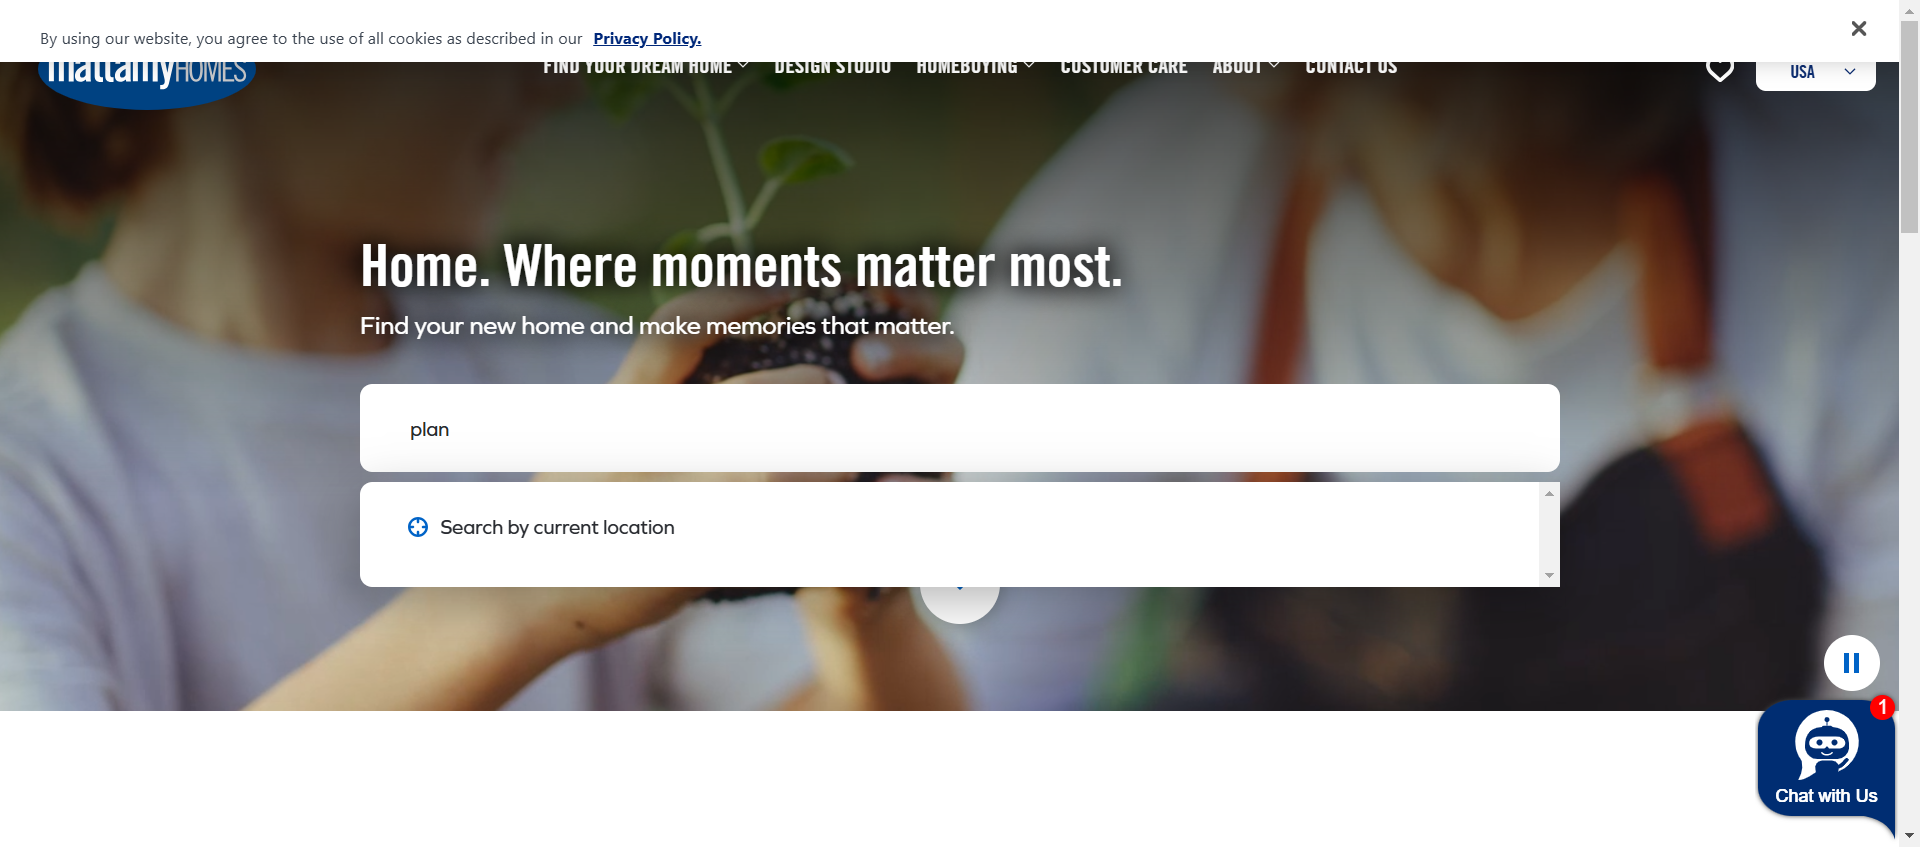 By using our website, you agree to the use of all cookies as described in our Privacy Policy.
mattamyHOMES
FIND YOUR DREAM HOME DESIGN STUDIO HOMEBUYING CUSTOMER CARE ABOUT CONTACT US
USA
Home. Where moments matter most.
Find your new home and make memories that matter.
plan
Search by current location
1
Chat with Us